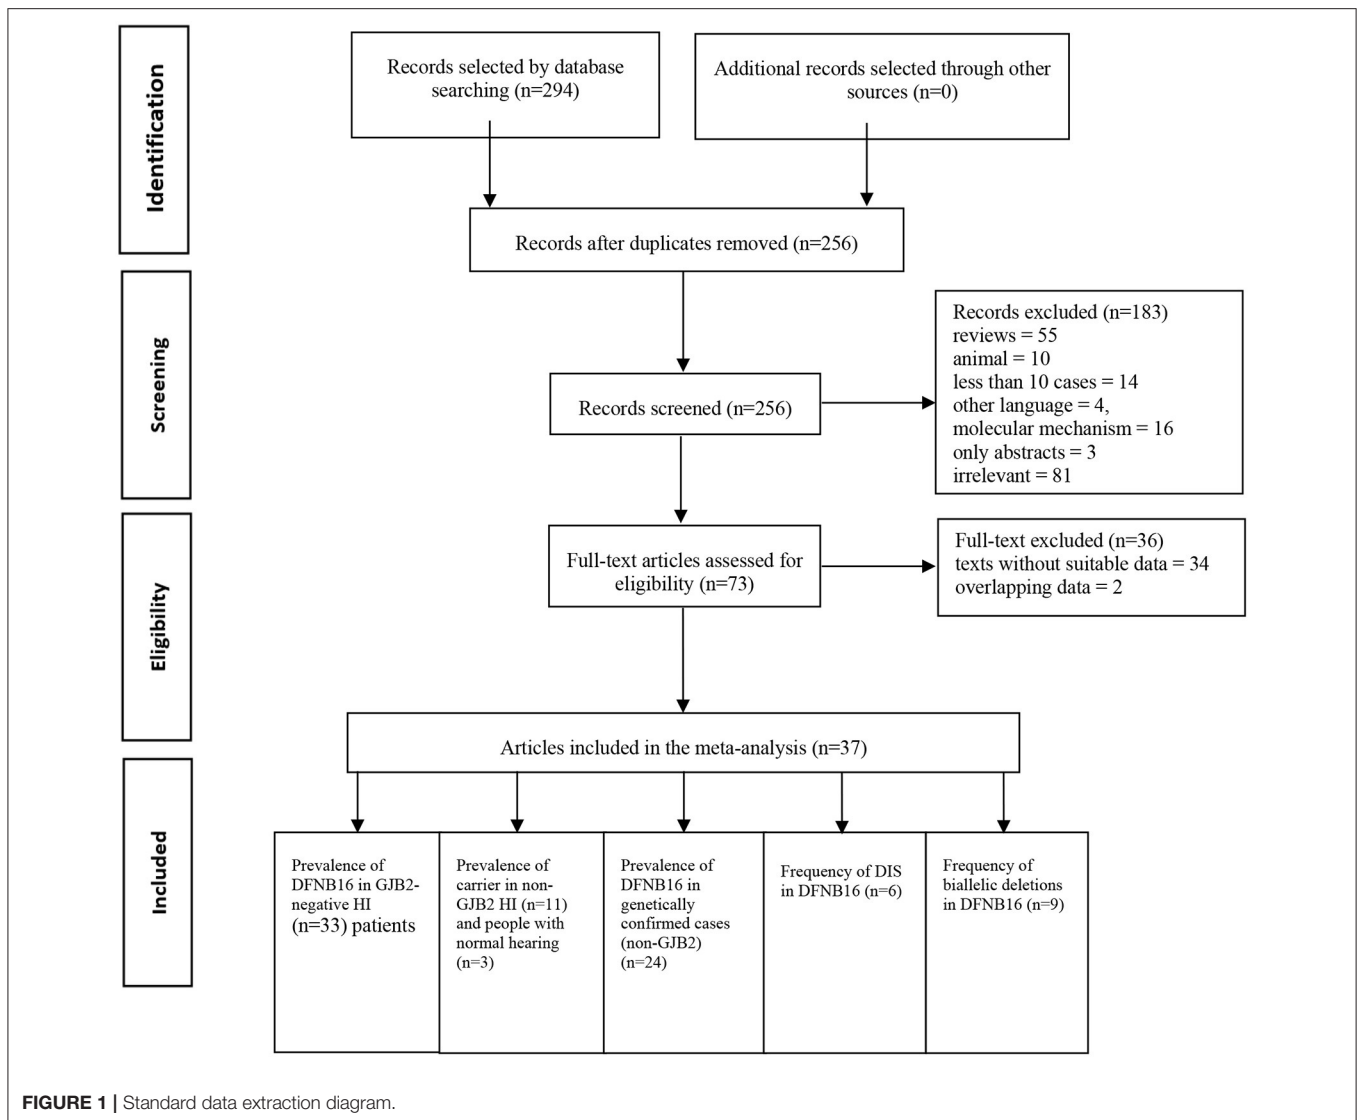 Identification
Records selected by database
searching (n=294)
Additional records selected through other
sources (n=0)
Records after duplicates removed (n=256)
Screening
Records screened (n=256)
Records excluded (n=183)
reviews = 55
animal = 10
less than 10 cases = 14
other language = 4,
molecular mechanism = 16
only abstracts = 3
irrelevant = 81
Eligibility
Full-text articles assessed for
eligibility (n=73)
Full-text excluded (n=36)
texts without suitable data = 34
overlapping data = 2
Included
Articles included in the meta-analysis (n=37)
Prevalence of
DFNB16 in GJB2-
negative HI
(n=33) patients
Prevalence of
carrier in non-
GJB2 HI (n=11)
and people with
normal hearing
(n=3)
Prevalence of
DFNB16 in
genetically
confirmed cases
(non-GJB2)
(n=24)
Frequency of DIS
in DFNB16 (n=6)
Frequency of
biallelic deletions
in DFNB16 (n=9)
FIGURE 1 | Standard data extraction diagram.